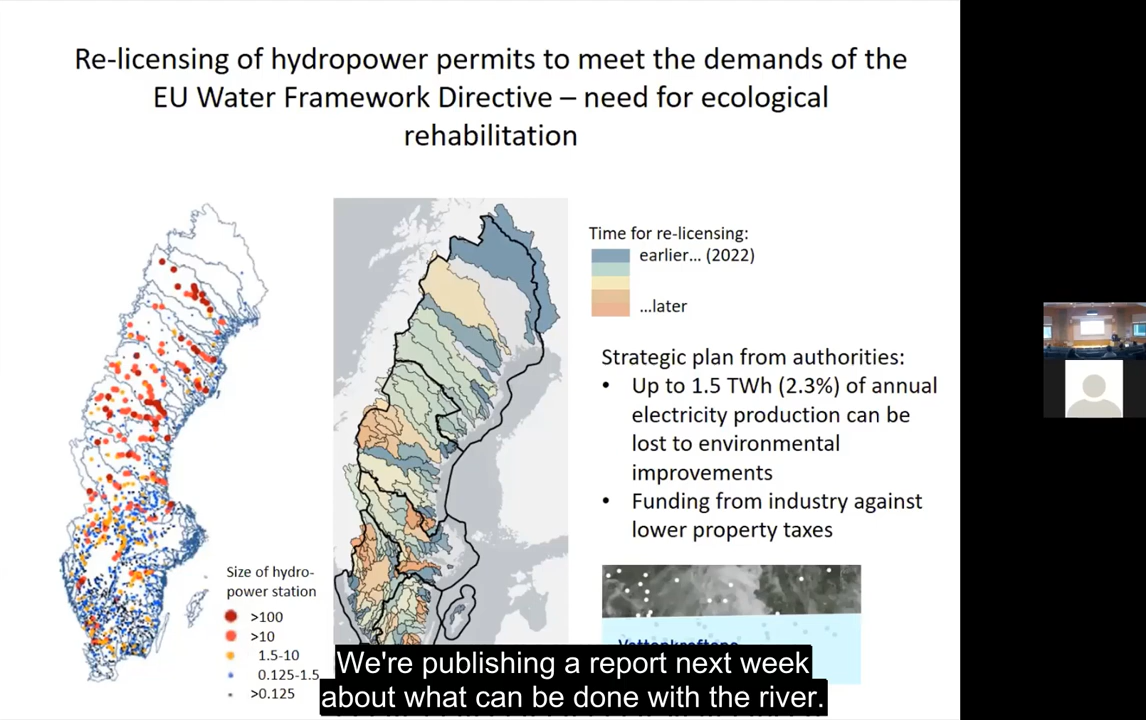 Re-licensing of hydropower permits to meet the demands of the
EU Water Framework Directive – need for ecological
rehabilitation
Time for re-licensing:
earlier... (2022)
...later
Strategic plan from authorities:
• Up to 1.5 TWh (2.3%) of annual
electricity production can be
lost to environmental
improvements
• Funding from industry against
lower property taxes
Size of hydro-
power station
>100
>10
1.5-10
0.125-1.5
>0.125
We're publishing a report next week
about what can be done with the river.